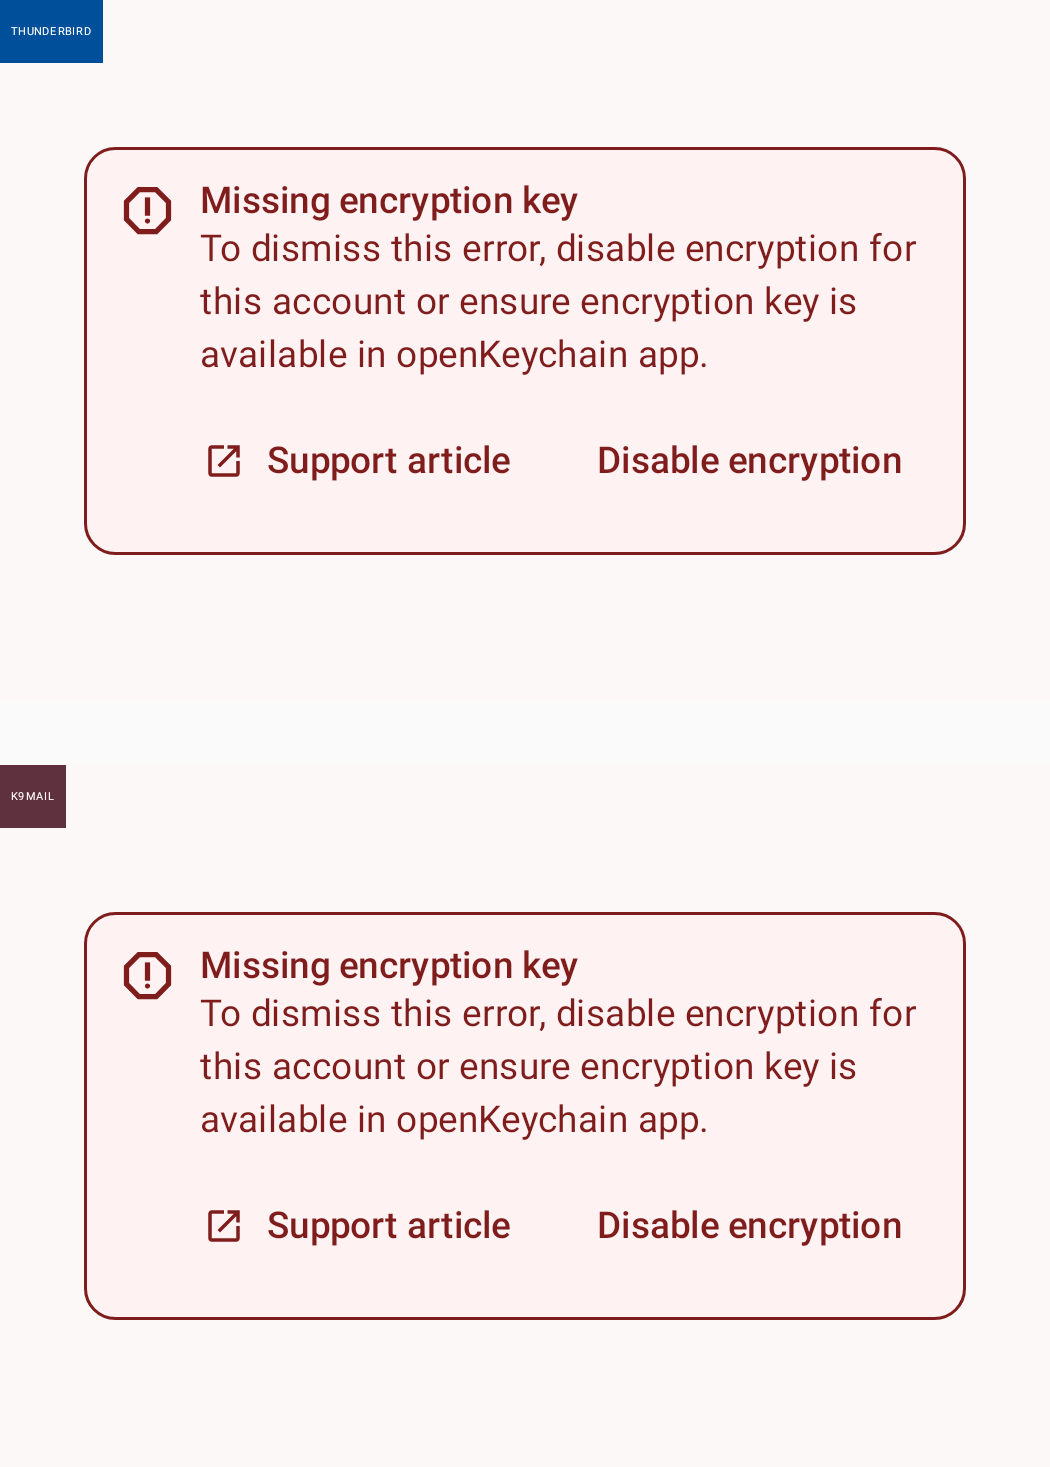 THUNDERBIRD
Missing encryption key
To dismiss this error, disable encryption for
this account or ensure encryption key is
available in openKeychain app.
Support article Disable encryption
K9MAIL
Missing encryption key
To dismiss this error, disable encryption for
this account or ensure encryption key is
available in openKeychain app.
Support article Disable encryption